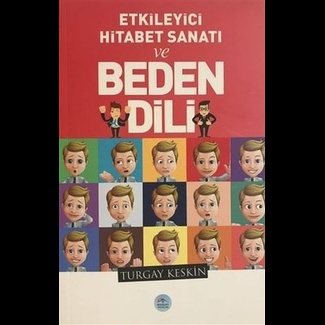 ETKİLEYİCİ
HİTABET SANATI
ve
BEDEN
DİLİ
TURGAY KESKİN